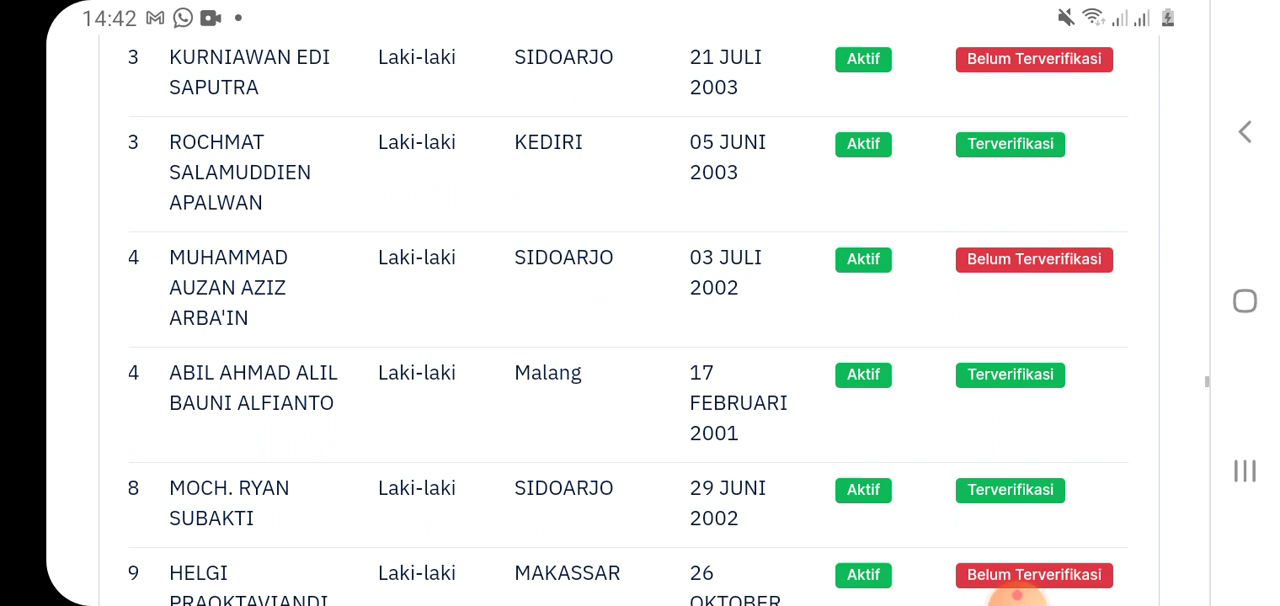 14:42
3 KURNIAWAN EDI Laki-laki SIDOARJO 21 JULI Aktif Belum Terverifikasi
SAPUTRA 2003
3 ROCHMAT Laki-laki KEDIRI 05 JUNI Aktif Terverifikasi
SALAMUDDIEN 2003
APALWAN
4 MUHAMMAD Laki-laki SIDOARJO 03 JULI Aktif Belum Terverifikasi
AUZAN AZIZ 2002
ARBA'IN
4 ABIL AHMAD ALIL Laki-laki Malang 17 Aktif Terverifikasi
BAUNI ALFIANTO FEBRUARI
2001
8 MOCH. RYAN Laki-laki SIDOARJO 29 JUNI Aktif Terverifikasi
SUBAKTI 2002
9 HELGI Laki-laki MAKASSAR 26 Aktif Belum Terverifikasi
PRAOKTAVIANDI OKTOBER